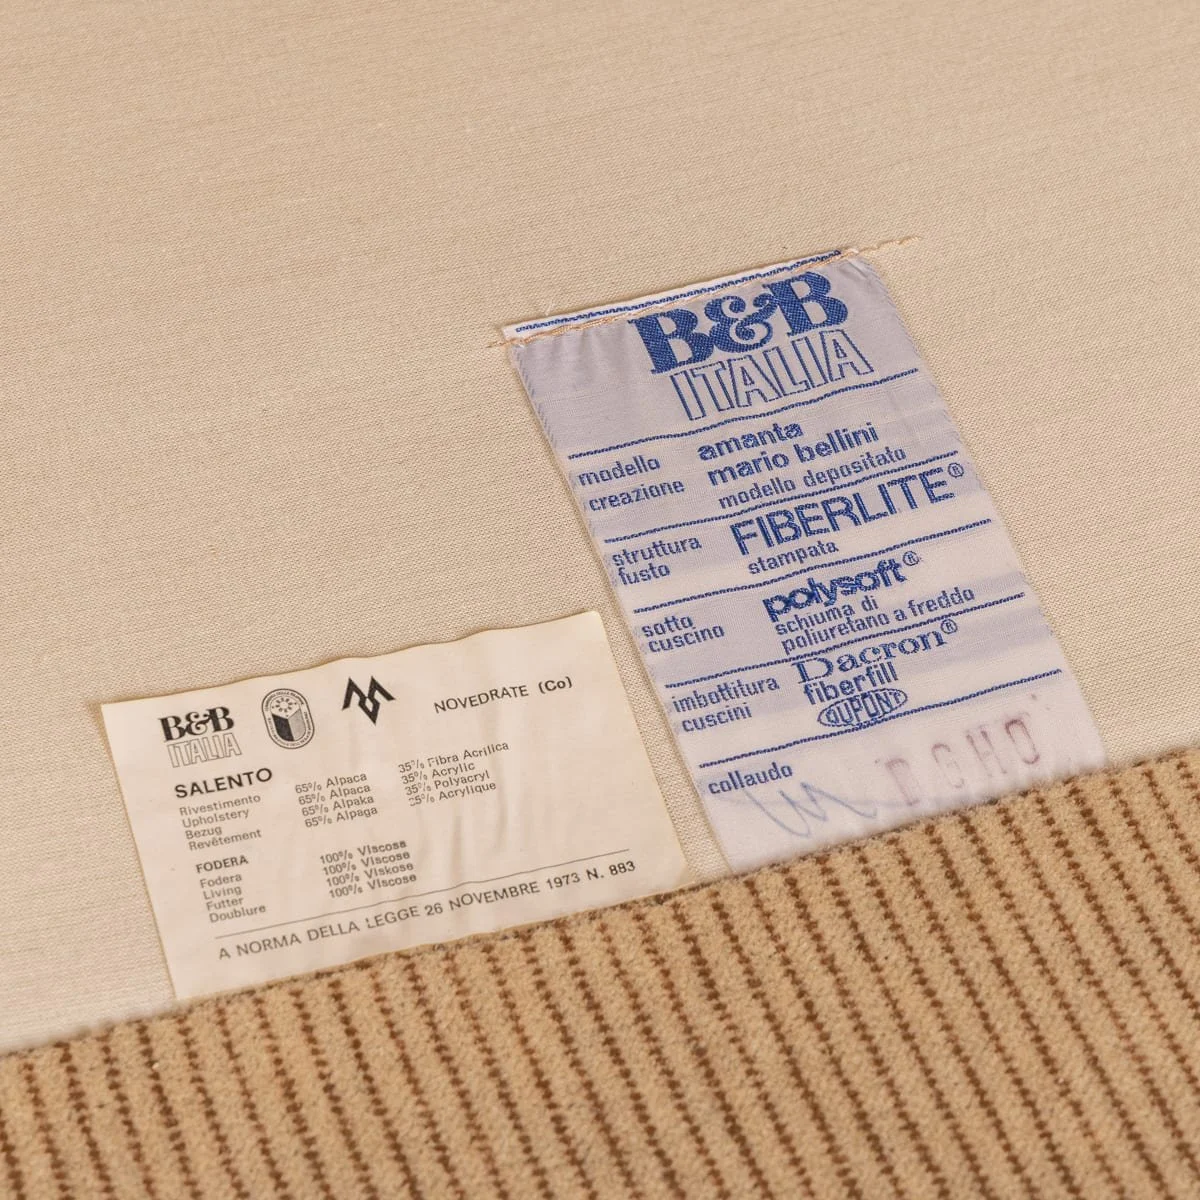 B&B
ITALIA
modello amanta
creazione mario bellini
modello depositato
struttura FIBERLITE®
fusto stampata
sotto polysoft®
cuscino schiuma di
poliuretano a freddo
imbottitura Dacron®
cuscini fiberfill
DUPONT
collaudo
B&B
ITALIA
NOVEDRATE (Co)
SALENTO
Rivestimento 65% Alpaca 35% Fibra Acrilica
Upholstery 65% Alpaca 35% Acrylic
Bezug 65% Alpaka 35% Polyacryl
Revêtement 65% Alpaga 35% Acrylique
FODERA
Fodera 100% Viscose
Living 100% Viscose
Futter 100% Viskose
Doublure 100% Viscose
A NORMA DELLA LEGGE 26 NOVEMBRE 1973 N. 883